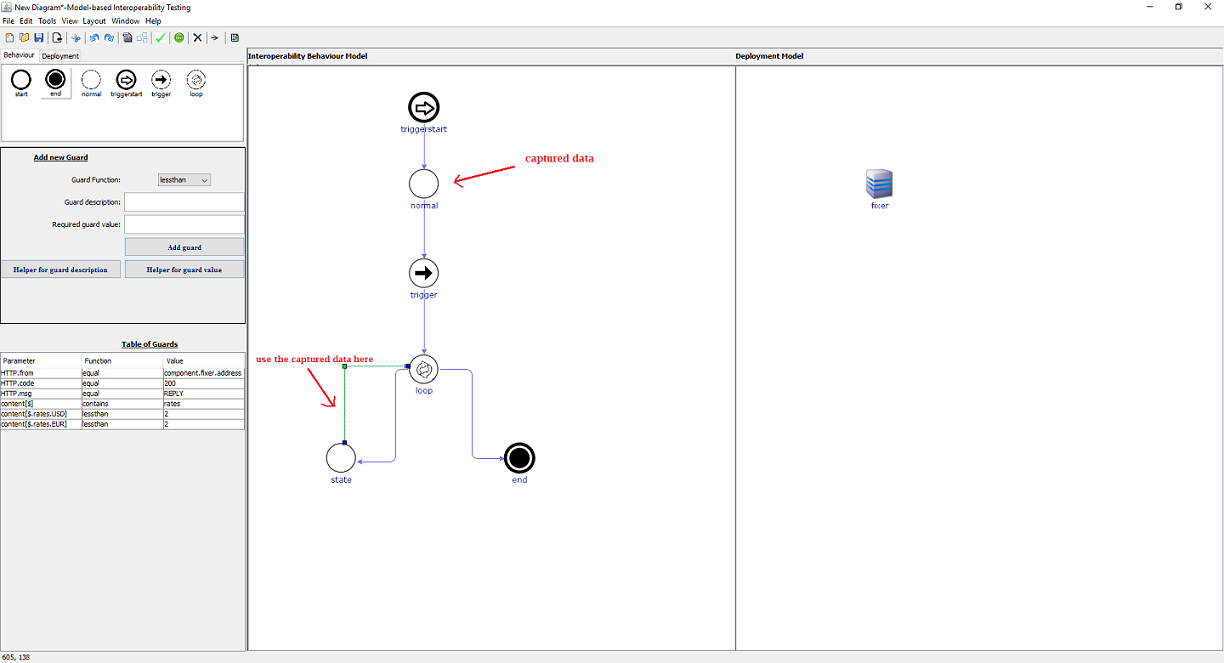 New Diagram*-Model-based Interoperability Testing
File Edit Tools View Layout Window Help
Behaviour Deployment
start end normal triggerstart trigger loop
Add new Guard
Guard Function: lessthan
Guard description:
Required guard value:
Add guard
Helper for guard description Helper for guard value
Table of Guards
Parameter Function Value
HTTP.from equal component.fixer.address
HTTP.code equal 200
HTTP.msg equal REPLY
content[$] contains rates
content[$.rates.USD] lessthan 2
content[$.rates.EUR] lessthan 2
Interoperability Behaviour Model
triggerstart
captured data
normal
trigger
use the captured data here
loop
state
end
Deployment Model
fixer
605, 138